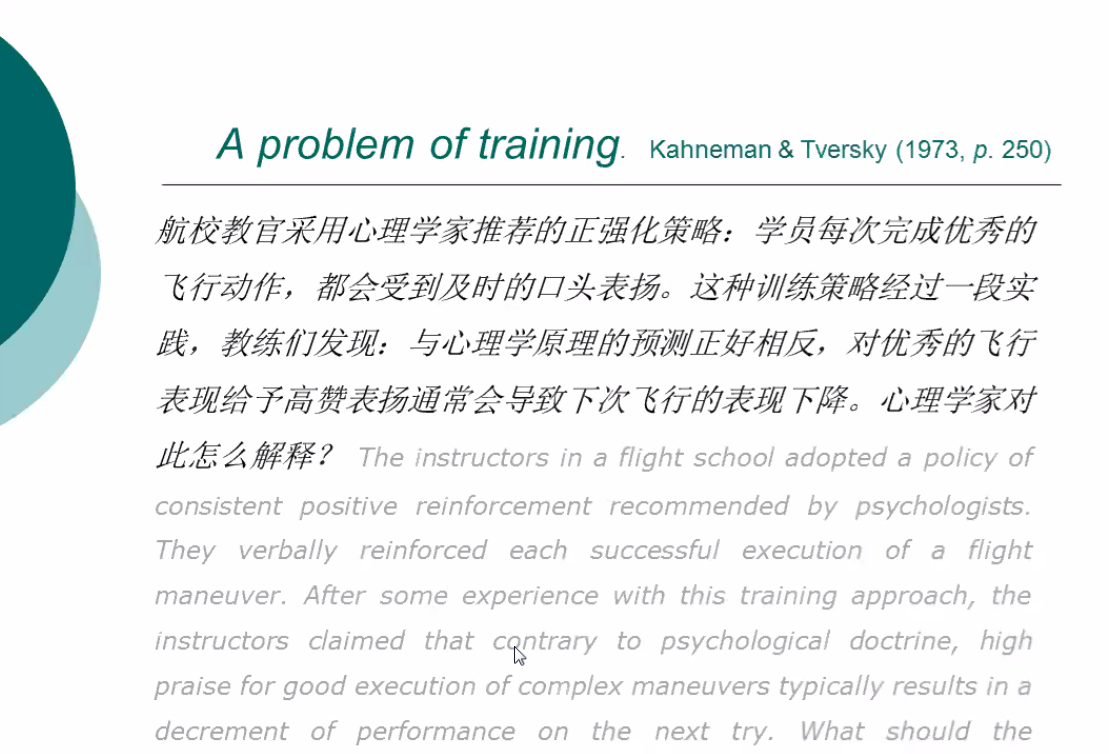 A problem of training. Kahneman & Tversky (1973, p. 250)
航校教官采用心理学家推荐的正强化策略：学员每次完成优秀的
飞行动作，都会受到及时的口头表扬。这种训练策略经过一段实
践，教练们发现：与心理学原理的预测正好相反，对优秀的飞行
表现给予高赞表扬通常会导致下次飞行的表现下降。心理学家对
此怎么解释？ The instructors in a flight school adopted a policy of
consistent positive reinforcement recommended by psychologists.
They verbally reinforced each successful execution of a flight
maneuver. After some experience with this training approach, the
instructors claimed that contrary to psychological doctrine, high
praise for good execution of complex maneuvers typically results in a
decrement of performance on the next try. What should the